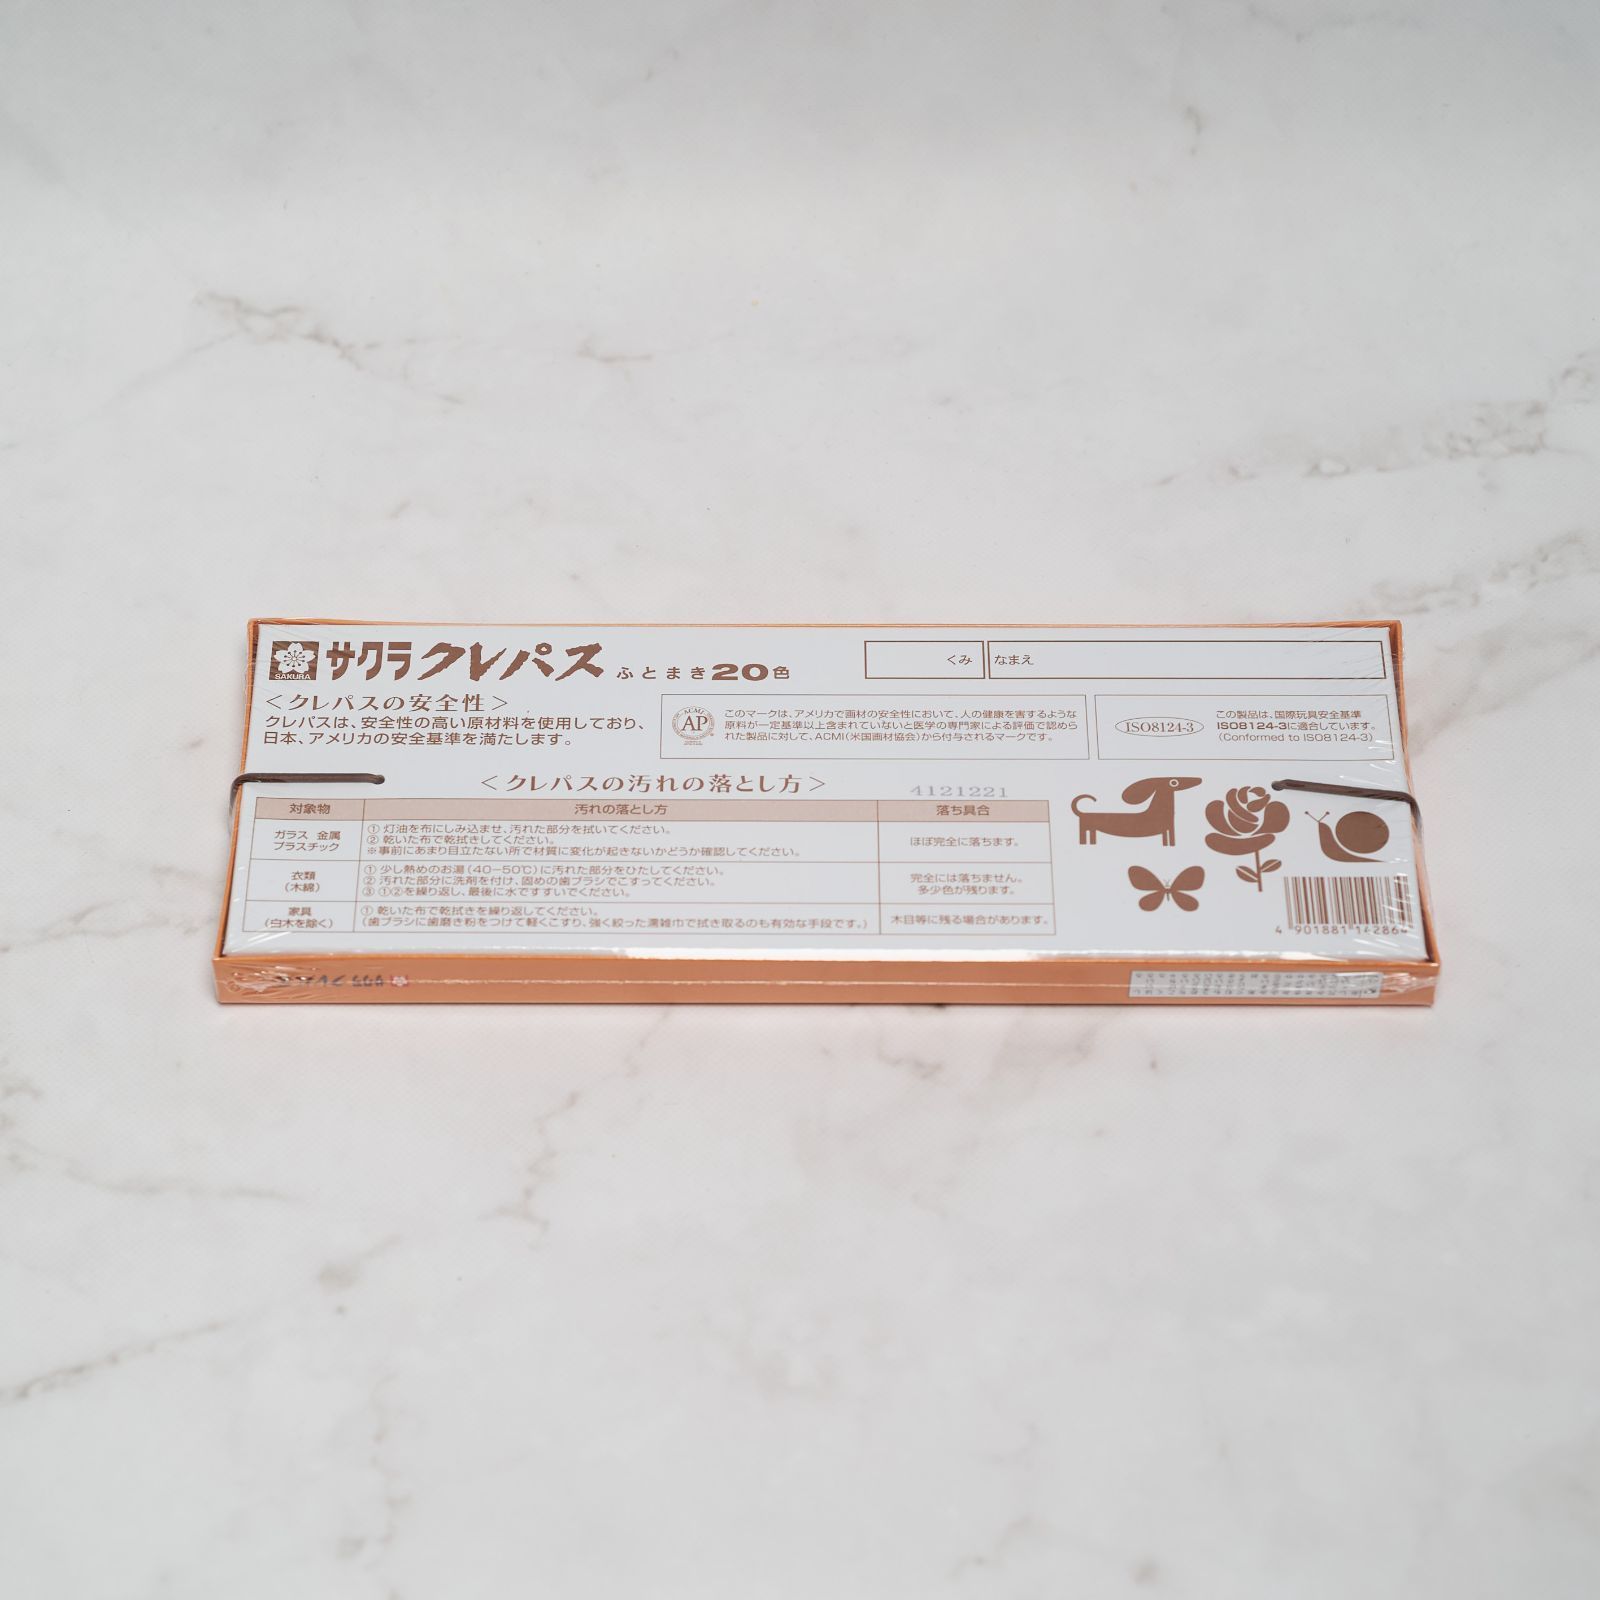 SAKURA サクラクレパス ふとまき20色
くみ なまえ
<クレパスの安全性>
クレパスは、安全性の高い原材料を使用しており、
日本、アメリカの安全基準を満たします。
ACMI
AP
このマークは、アメリカで画材の安全性において、人の健康を害するような
原料が一定基準以上含まれていないと医学の専門家による評価で認めら
れた製品に対して、ACMI(米国画材協会)から付与されるマークです。
ISO8124-3
この製品は、国際玩具安全基準
ISO8124-3に適合しています。
(Conformed to ISO8124-3)
<クレパスの汚れの落とし方>
4121221
対象物 汚れの落とし方 落ち具合
ガラス 金属
プラスチック
① 灯油を布にしみ込ませ、汚れた部分を拭いてください。
② 乾いた布で乾拭きしてください。
※事前にあまり目立たない所で材質に変化が起きないかどうか確認してください。
ほぼ完全に落ちます。
衣類
(木綿)
① 少し熱めのお湯(40−50℃)に汚れた部分をひたしてください。
② 汚れた部分に洗剤を付け、固めの歯ブラシでこすってください。
③ ①②を繰り返し、最後に水ですすいでください。
完全には落ちません。
多少色が残ります。
家具
(白木を除く)
① 乾いた布で乾拭きを繰り返してください。
(歯ブラシに歯磨き粉をつけて軽くこすり、強く絞った濡雑巾で拭き取るのも有効な手段です。)
木目等に残る場合があります。
4 901881 142864
サクラクレパス